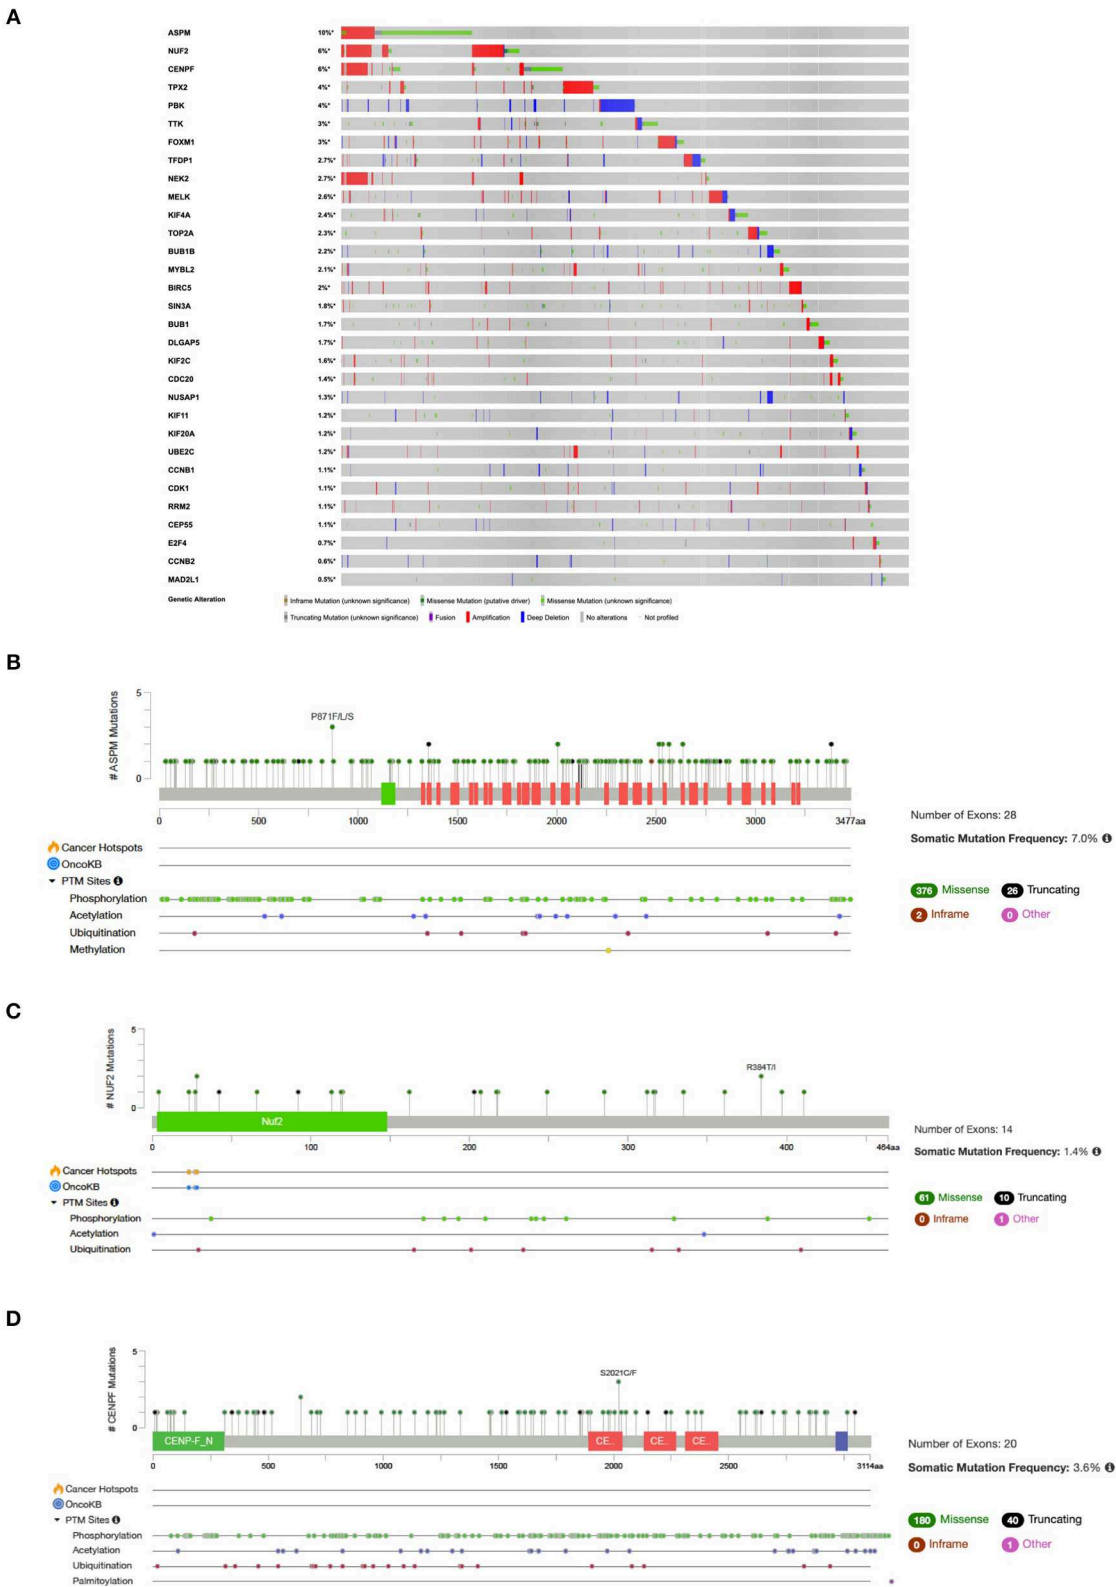 A
ASPM 10%*
NUF2 6%*
CENPF 6%*
TPX2 4%*
PBK 4%*
TTK 3%*
FOXM1 3%*
TFDP1 2.7%*
NEK2 2.7%*
MELK 2.6%*
KIF4A 2.4%*
TOP2A 2.3%*
BUB1B 2.2%*
MYBL2 2.1%*
BIRC5 2%*
SIN3A 1.8%*
BUB1 1.7%*
DLGAP5 1.7%*
KIF2C 1.6%*
CDC20 1.4%*
NUSAP1 1.3%*
KIF11 1.2%*
KIF20A 1.2%*
UBE2C 1.2%*
CCNB1 1.1%*
CDK1 1.1%*
RRM2 1.1%*
CEP55 1.1%*
E2F4 0.7%*
CCNB2 0.6%*
MAD2L1 0.5%*
Genetic Alteration Inframe Mutation (unknown significance) Missense Mutation (putative driver) Missense Mutation (unknown significance)
Truncating Mutation (unknown significance) Fusion Amplification Deep Deletion No alterations Not profiled
B
# ASPM Mutations
5
0
P871F/L/S
0 500 1000 1500 2000 2500 3000 3477aa
Cancer Hotspots
OncoKB
PTM Sites
Phosphorylation
Acetylation
Ubiquitination
Methylation
Number of Exons: 28
Somatic Mutation Frequency: 7.0%
376 Missense 26 Truncating
2 Inframe 0 Other
C
# NUF2 Mutations
5
0
R384T/I
Nuf2
0 100 200 300 400 464aa
Cancer Hotspots
OncoKB
PTM Sites
Phosphorylation
Acetylation
Ubiquitination
Number of Exons: 14
Somatic Mutation Frequency: 1.4%
61 Missense 10 Truncating
0 Inframe 1 Other
D
# CENPF Mutations
5
0
S2021C/F
CENP-F_N CE.. CE.. CE..
0 500 1000 1500 2000 2500 3114aa
Cancer Hotspots
OncoKB
PTM Sites
Phosphorylation
Acetylation
Ubiquitination
Palmitoylation
Number of Exons: 20
Somatic Mutation Frequency: 3.6%
180 Missense 40 Truncating
0 Inframe 1 Other